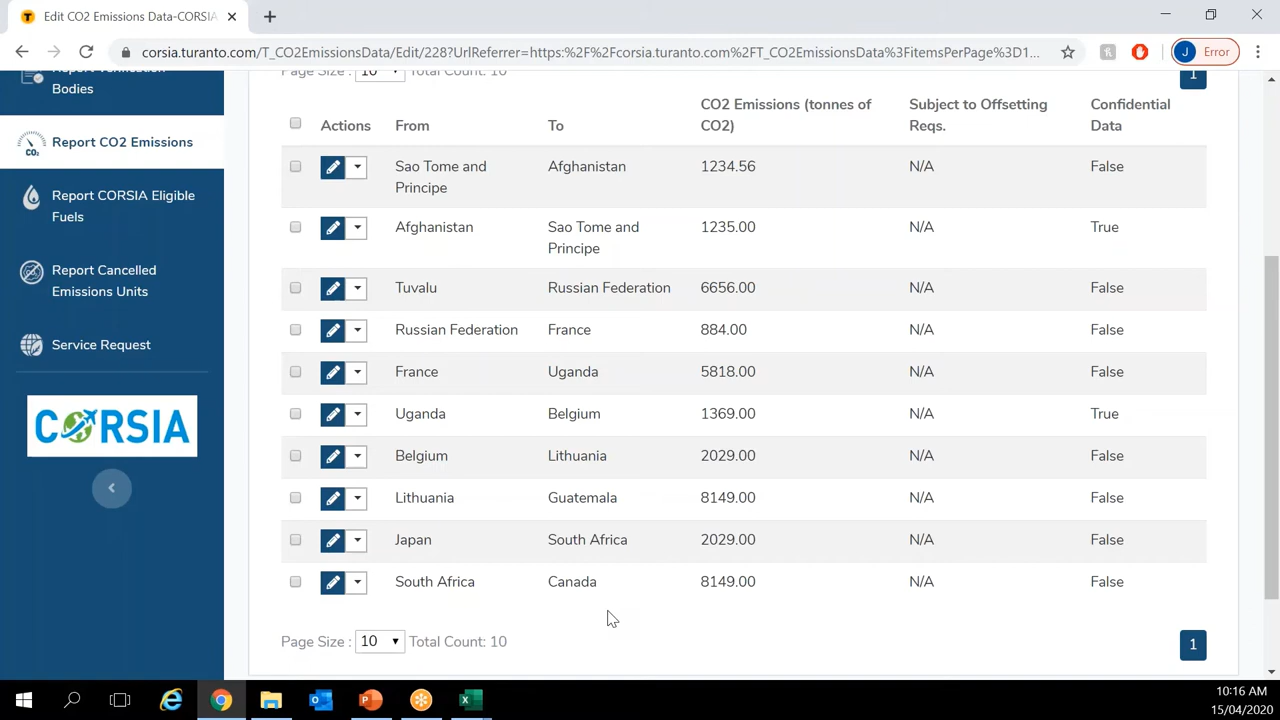 Edit CO2 Emissions Data-CORSIA
corsia.turanto.com/T_CO2EmissionsData/Edit/228?UrlReferrer=https:%2F%2Fcorsia.turanto.com%2FT_CO2EmissionsData%3FitemsPerPage%3D1...
J Error
Bodies
Report CO2 Emissions
Report CORSIA Eligible
Fuels
Report Cancelled
Emissions Units
Service Request
CORSIA
Page Size : 10 Total Count: 10
1
Actions From To CO2 Emissions (tonnes of CO2) Subject to Offsetting Reqs. Confidential Data
Sao Tome and Principe Afghanistan 1234.56 N/A False
Afghanistan Sao Tome and Principe 1235.00 N/A True
Tuvalu Russian Federation 6656.00 N/A False
Russian Federation France 884.00 N/A False
France Uganda 5818.00 N/A False
Uganda Belgium 1369.00 N/A True
Belgium Lithuania 2029.00 N/A False
Lithuania Guatemala 8149.00 N/A False
Japan South Africa 2029.00 N/A False
South Africa Canada 8149.00 N/A False
Page Size : 10 Total Count: 10
1
10:16 AM
15/04/2020